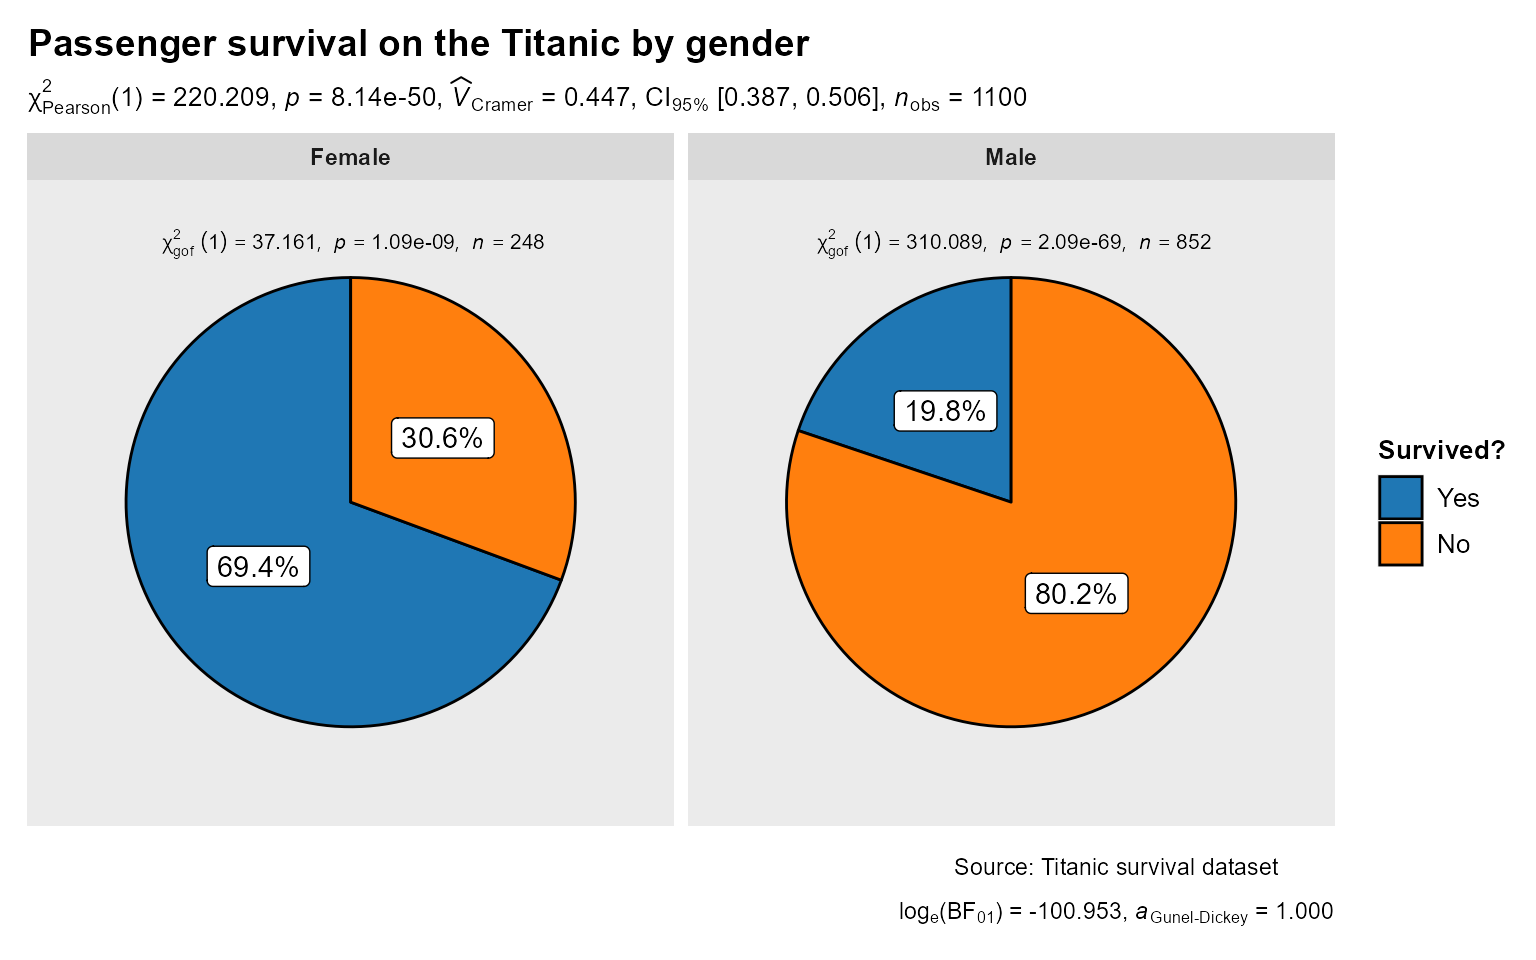 Passenger survival on the Titanic by gender
χ²Pearson(1) = 220.209, p = 8.14e-50, V̂Cramer = 0.447, CI95% [0.387, 0.506], nobs = 1100
Female
χ²gof (1) = 37.161, p = 1.09e-09, n = 248
30.6%
69.4%
Male
χ²gof (1) = 310.089, p = 2.09e-69, n = 852
19.8%
80.2%
Survived?
Yes
No
Source: Titanic survival dataset
loge(BF01) = -100.953, aGunel-Dickey = 1.000